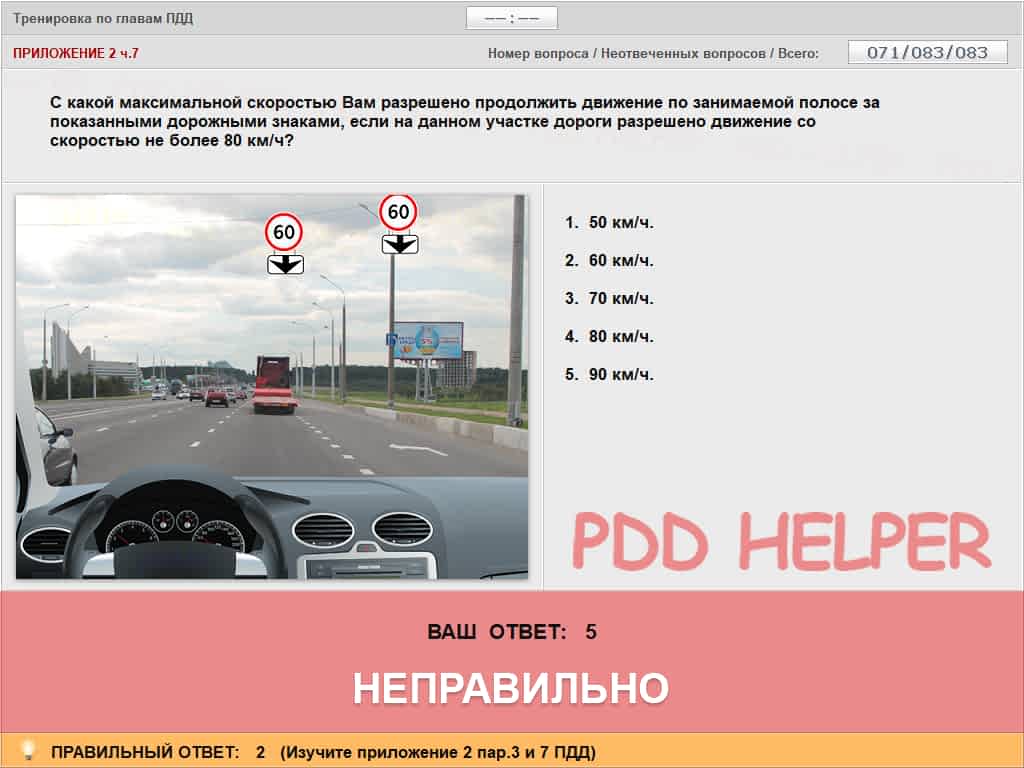 Тренировка по главам ПДД
—— : ——
ПРИЛОЖЕНИЕ 2 ч.7
Номер вопроса / Неотвеченных вопросов / Всего:
071/083/083
С какой максимальной скоростью Вам разрешено продолжить движение по занимаемой полосе за
показанными дорожными знаками, если на данном участке дороги разрешено движение со
скоростью не более 80 км/ч?
60
60
5%
1. 50 км/ч.
2. 60 км/ч.
3. 70 км/ч.
4. 80 км/ч.
5. 90 км/ч.
PDD HELPER
ВАШ ОТВЕТ: 5
НЕПРАВИЛЬНО
ПРАВИЛЬНЫЙ ОТВЕТ: 2 (Изучите приложение 2 пар.3 и 7 ПДД)